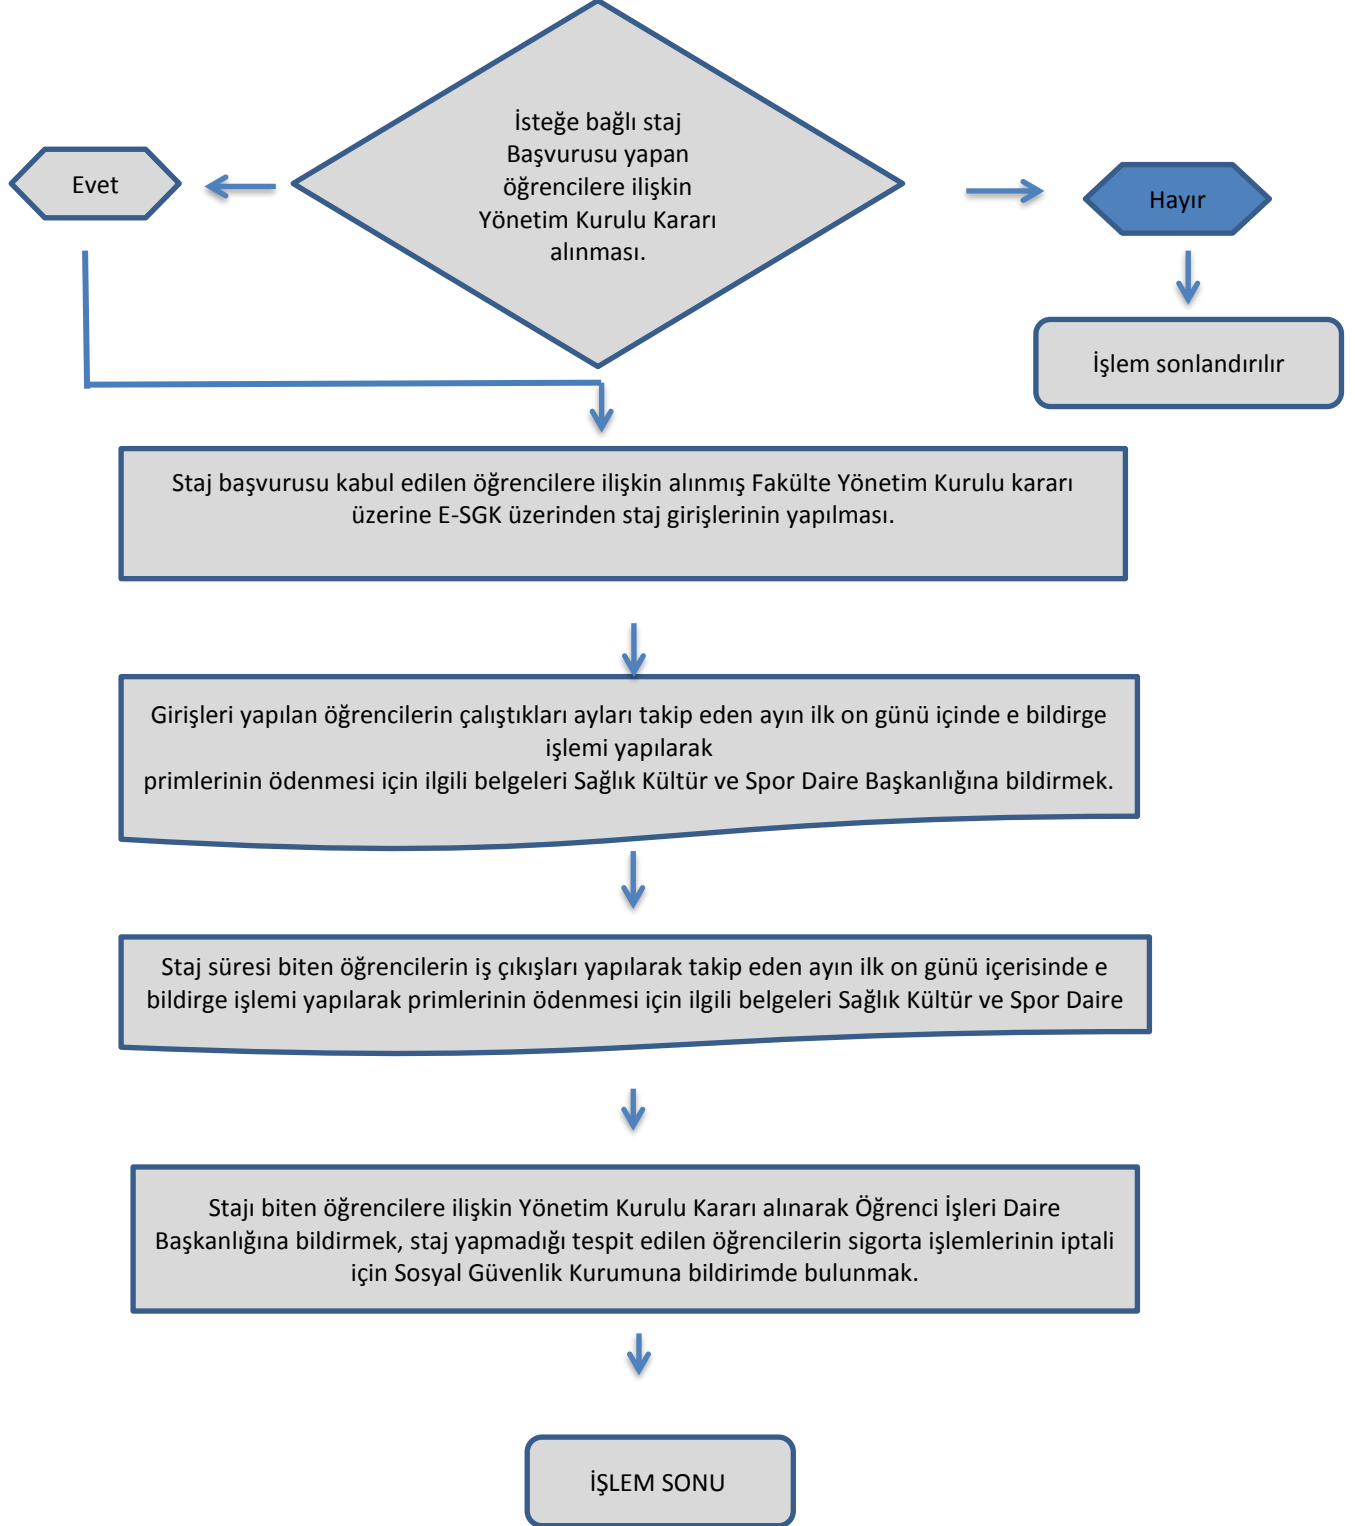 İsteğe bağlı staj
Başvurusu yapan
öğrencilere ilişkin
Yönetim Kurulu Kararı
alınması.
Evet
Hayır
İşlem sonlandırılır
Staj başvurusu kabul edilen öğrencilere ilişkin alınmış Fakülte Yönetim Kurulu kararı
üzerine E-SGK üzerinden staj girişlerinin yapılması.
Girişleri yapılan öğrencilerin çalıştıkları ayları takip eden ayın ilk on günü içinde e bildirge
işlemi yapılarak
primlerinin ödenmesi için ilgili belgeleri Sağlık Kültür ve Spor Daire Başkanlığına bildirmek.
Staj süresi biten öğrencilerin iş çıkışları yapılarak takip eden ayın ilk on günü içerisinde e
bildirge işlemi yapılarak primlerinin ödenmesi için ilgili belgeleri Sağlık Kültür ve Spor Daire
Stajı biten öğrencilere ilişkin Yönetim Kurulu Kararı alınarak Öğrenci İşleri Daire
Başkanlığına bildirmek, staj yapmadığı tespit edilen öğrencilerin sigorta işlemlerinin iptali
için Sosyal Güvenlik Kurumuna bildirimde bulunmak.
İŞLEM SONU